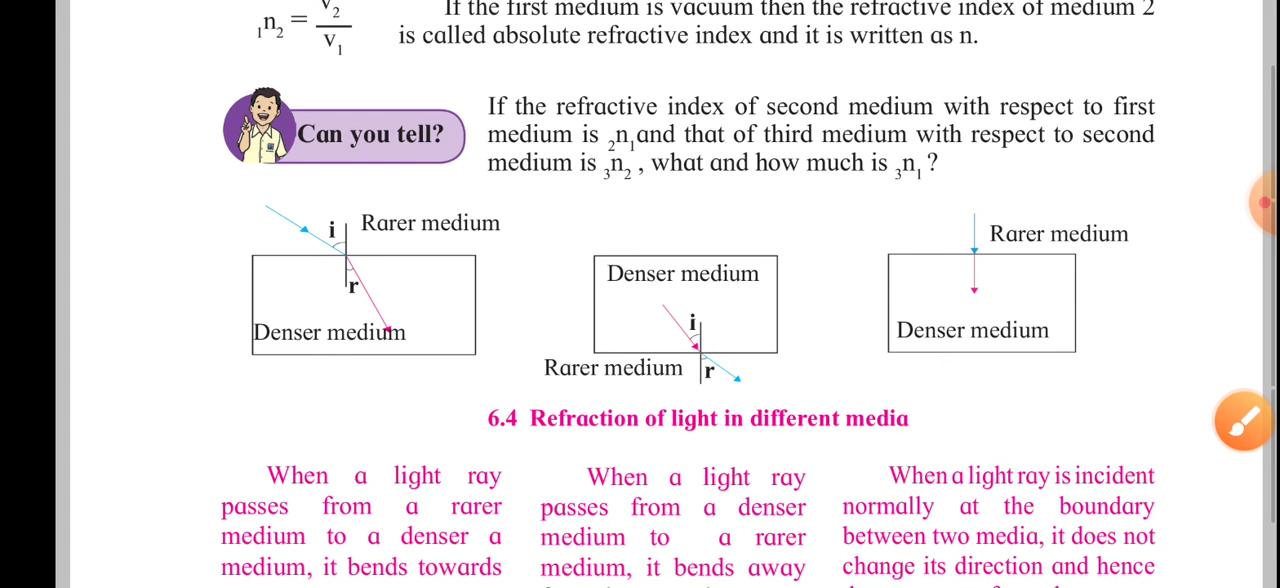 ₁n₂ = v₂ / v₁
If the first medium is vacuum then the refractive index of medium 2
is called absolute refractive index and it is written as n.
Can you tell?
If the refractive index of second medium with respect to first
medium is ₂n₁and that of third medium with respect to second
medium is ₃n₂ , what and how much is ₃n₁ ?
i
Rarer medium
r
Denser medium
Denser medium
i
Rarer medium
r
Rarer medium
Denser medium
6.4 Refraction of light in different media
When a light ray
passes from a rarer
medium to a denser a
medium, it bends towards
When a light ray
passes from a denser
medium to a rarer
medium, it bends away
When a light ray is incident
normally at the boundary
between two media, it does not
change its direction and hence